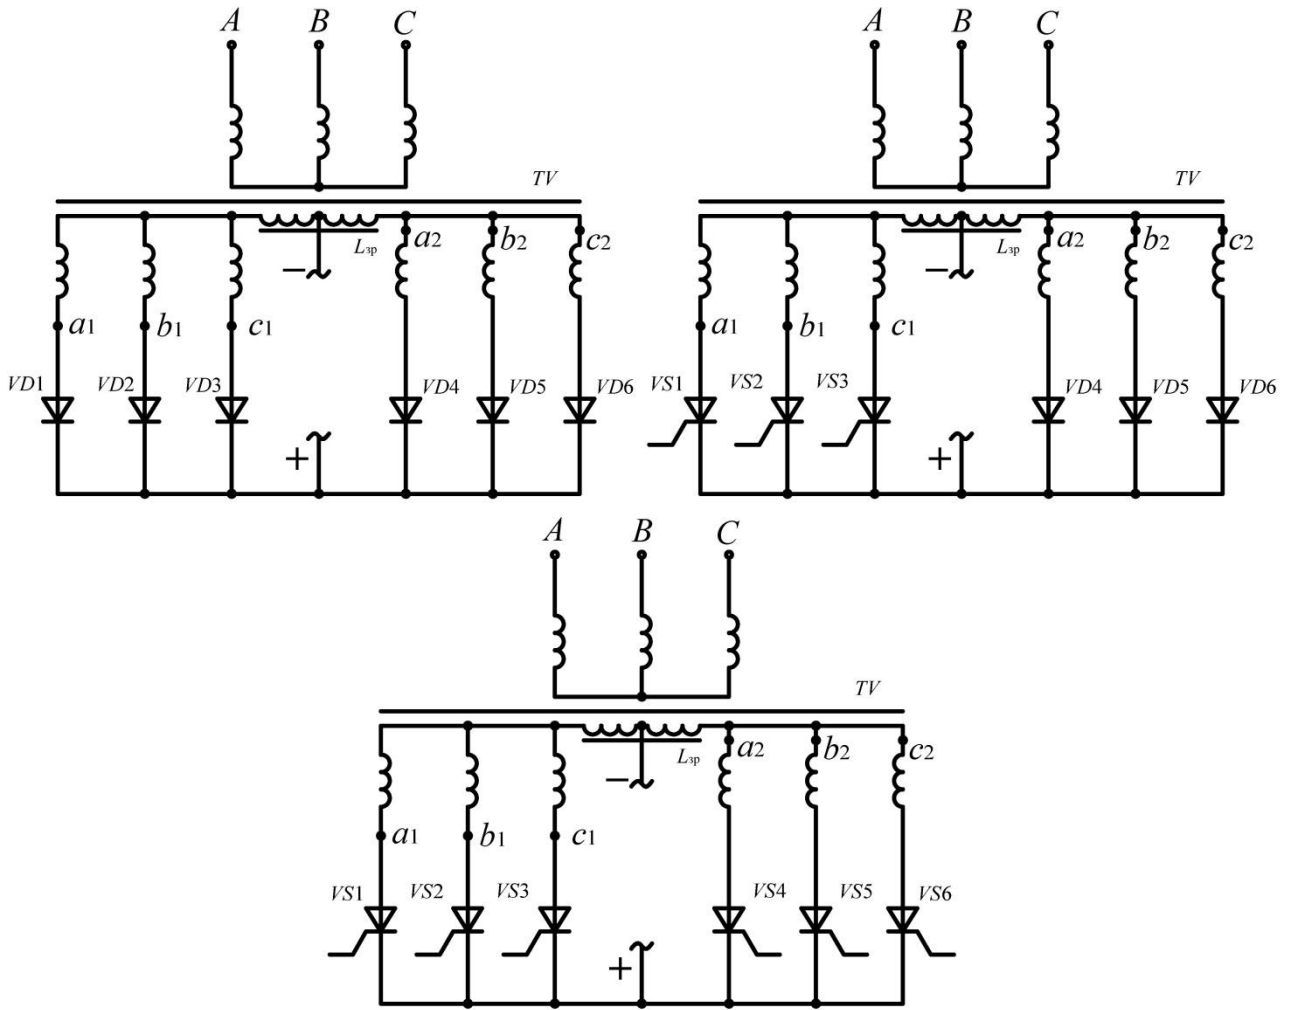 A B C
A B C
TV
TV
Lзр
a2 b2 c2
Lзр
a2 b2 c2
−
−
a1 b1 c1
a1 b1 c1
VD1 VD2 VD3 VD4 VD5 VD6
VS1 VS2 VS3 VD4 VD5 VD6
+
+
A B C
TV
Lзр
a2 b2 c2
−
a1 b1 c1
VS1 VS2 VS3 VS4 VS5 VS6
+